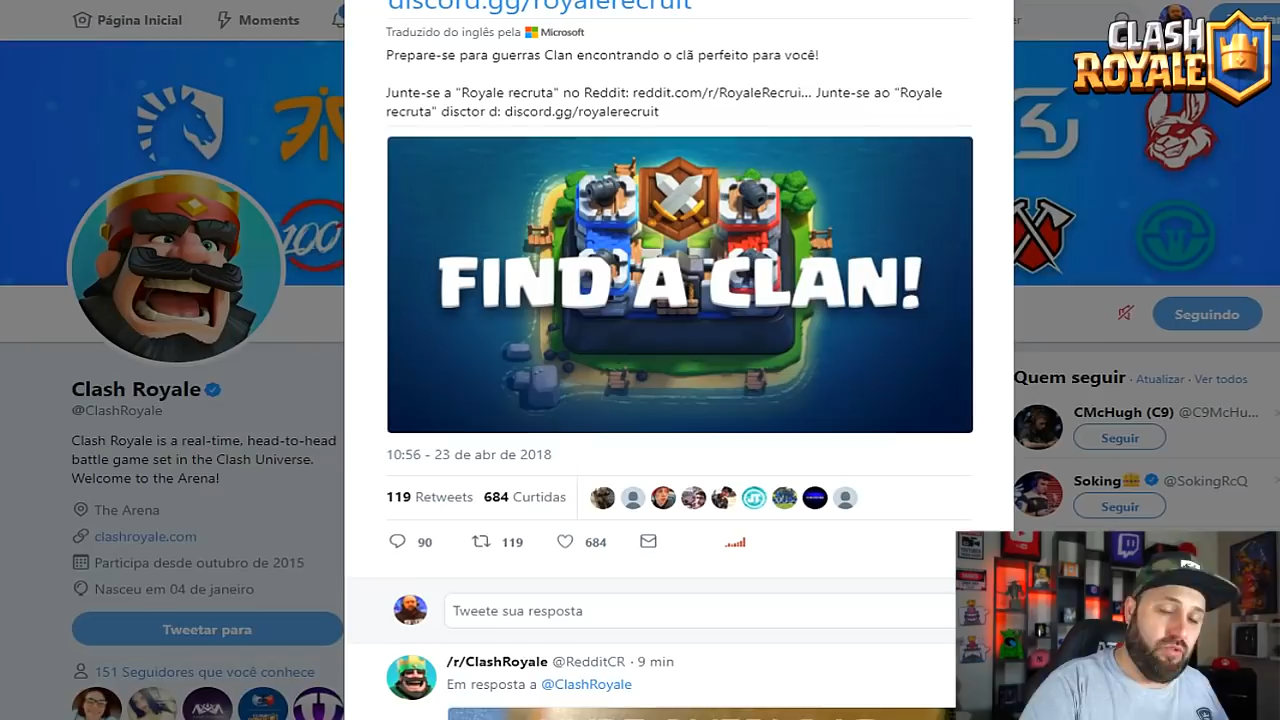 Página Inicial
Moments
discord.gg/royalerecruit
Traduzido do inglês pela Microsoft
Prepare-se para guerras Clan encontrando o clã perfeito para você!
Junte-se a "Royale recruta" no Reddit: reddit.com/r/RoyaleRecrui... Junte-se ao "Royale
recruta" disctor d: discord.gg/royalerecruit
CLASH
ROYALE
100
FIND A CLAN!
Seguindo
Clash Royale
@ClashRoyale
Clash Royale is a real-time, head-to-head
battle game set in the Clash Universe.
Welcome to the Arena!
The Arena
clashroyale.com
Participa desde outubro de 2015
Nasceu em 04 de janeiro
Tweetar para
151 Seguidores que você conhece
10:56 - 23 de abr de 2018
119 Retweets 684 Curtidas
90 119 684
Tweete sua resposta
/r/ClashRoyale @RedditCR · 9 min
Em resposta a @ClashRoyale
Quem seguir · Atualizar · Ver todos
CMcHugh (C9) @C9McHu...
Seguir
Soking @SokingRcQ
Seguir